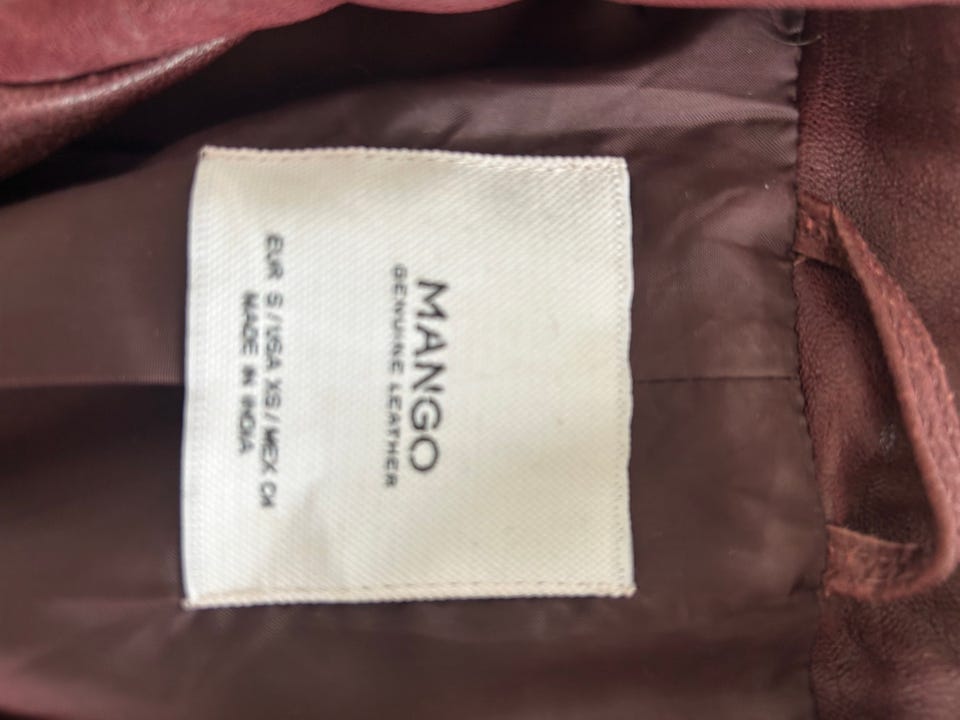 MANGO
GENUINE LEATHER
EUR S / USA XS / MEX CH
MADE IN INDIA